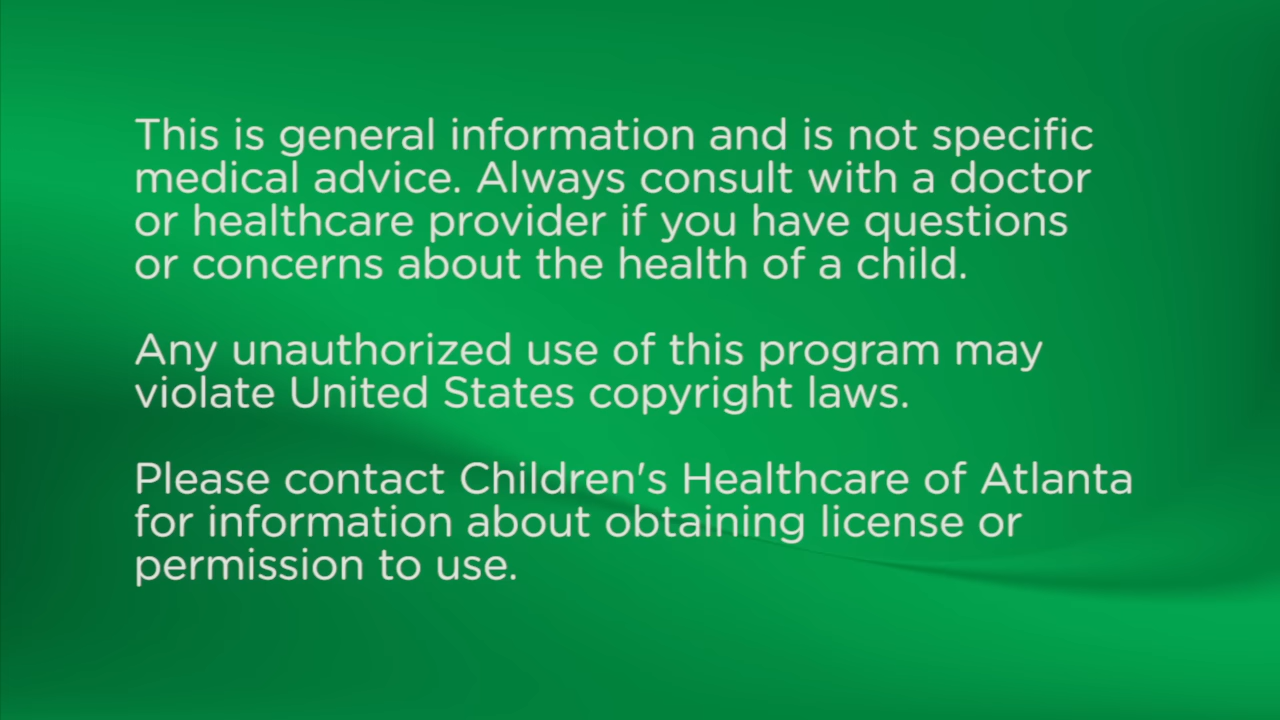 This is general information and is not specific
medical advice. Always consult with a doctor
or healthcare provider if you have questions
or concerns about the health of a child.
Any unauthorized use of this program may
violate United States copyright laws.
Please contact Children's Healthcare of Atlanta
for information about obtaining license or
permission to use.